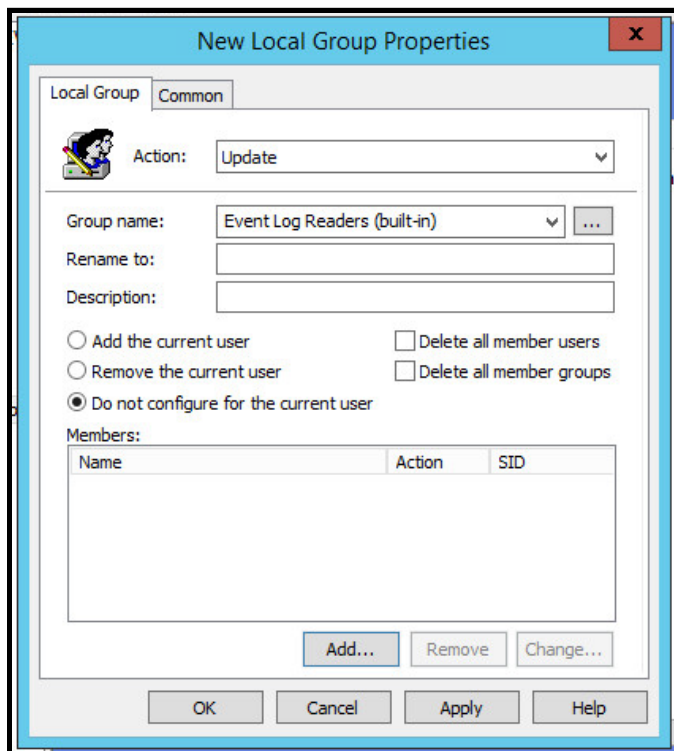 New Local Group Properties
x
Local Group
Common
Action:
Update
Group name:
Event Log Readers (built-in)
...
Rename to:
Description:
Add the current user
Delete all member users
Remove the current user
Delete all member groups
Do not configure for the current user
Members:
Name
Action
SID
Add...
Remove
Change...
OK
Cancel
Apply
Help